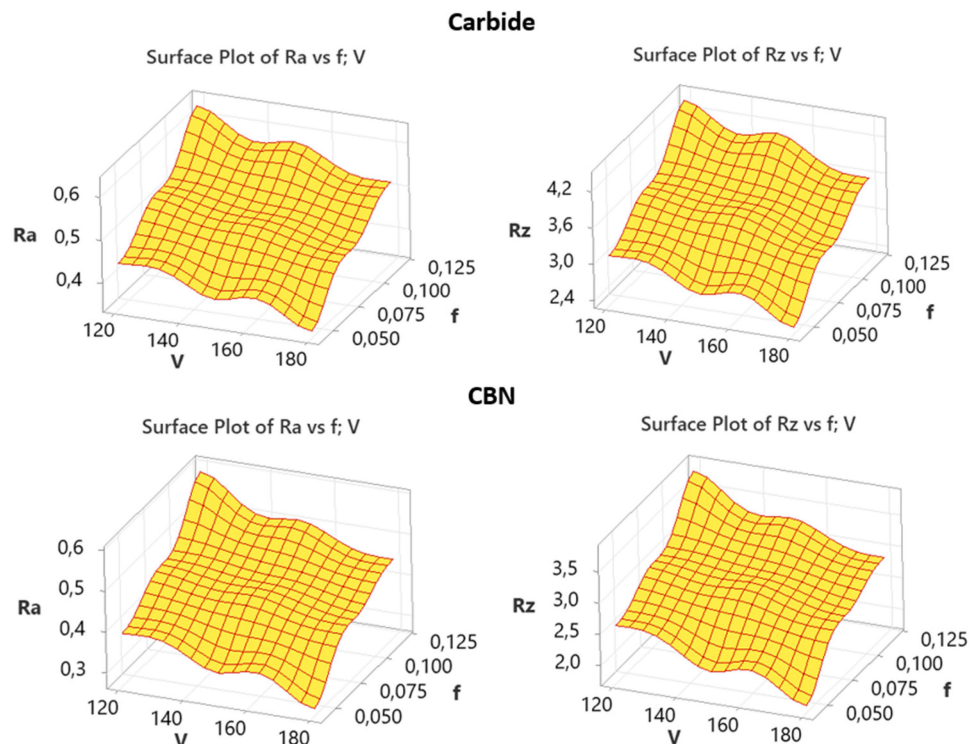 Carbide
Surface Plot of Ra vs f; V
0,6
Ra
0,5
0,4
120
140
160
180
V
0,050
0,075
0,100
0,125
f
Surface Plot of Rz vs f; V
4,2
3,6
Rz
3,0
2,4
120
140
160
180
V
0,050
0,075
0,100
0,125
f
CBN
Surface Plot of Ra vs f; V
0,6
0,5
Ra
0,4
0,3
120
140
160
180
V
0,050
0,075
0,100
0,125
f
Surface Plot of Rz vs f; V
3,5
Rz
3,0
2,5
2,0
120
140
160
180
V
0,050
0,075
0,100
0,125
f